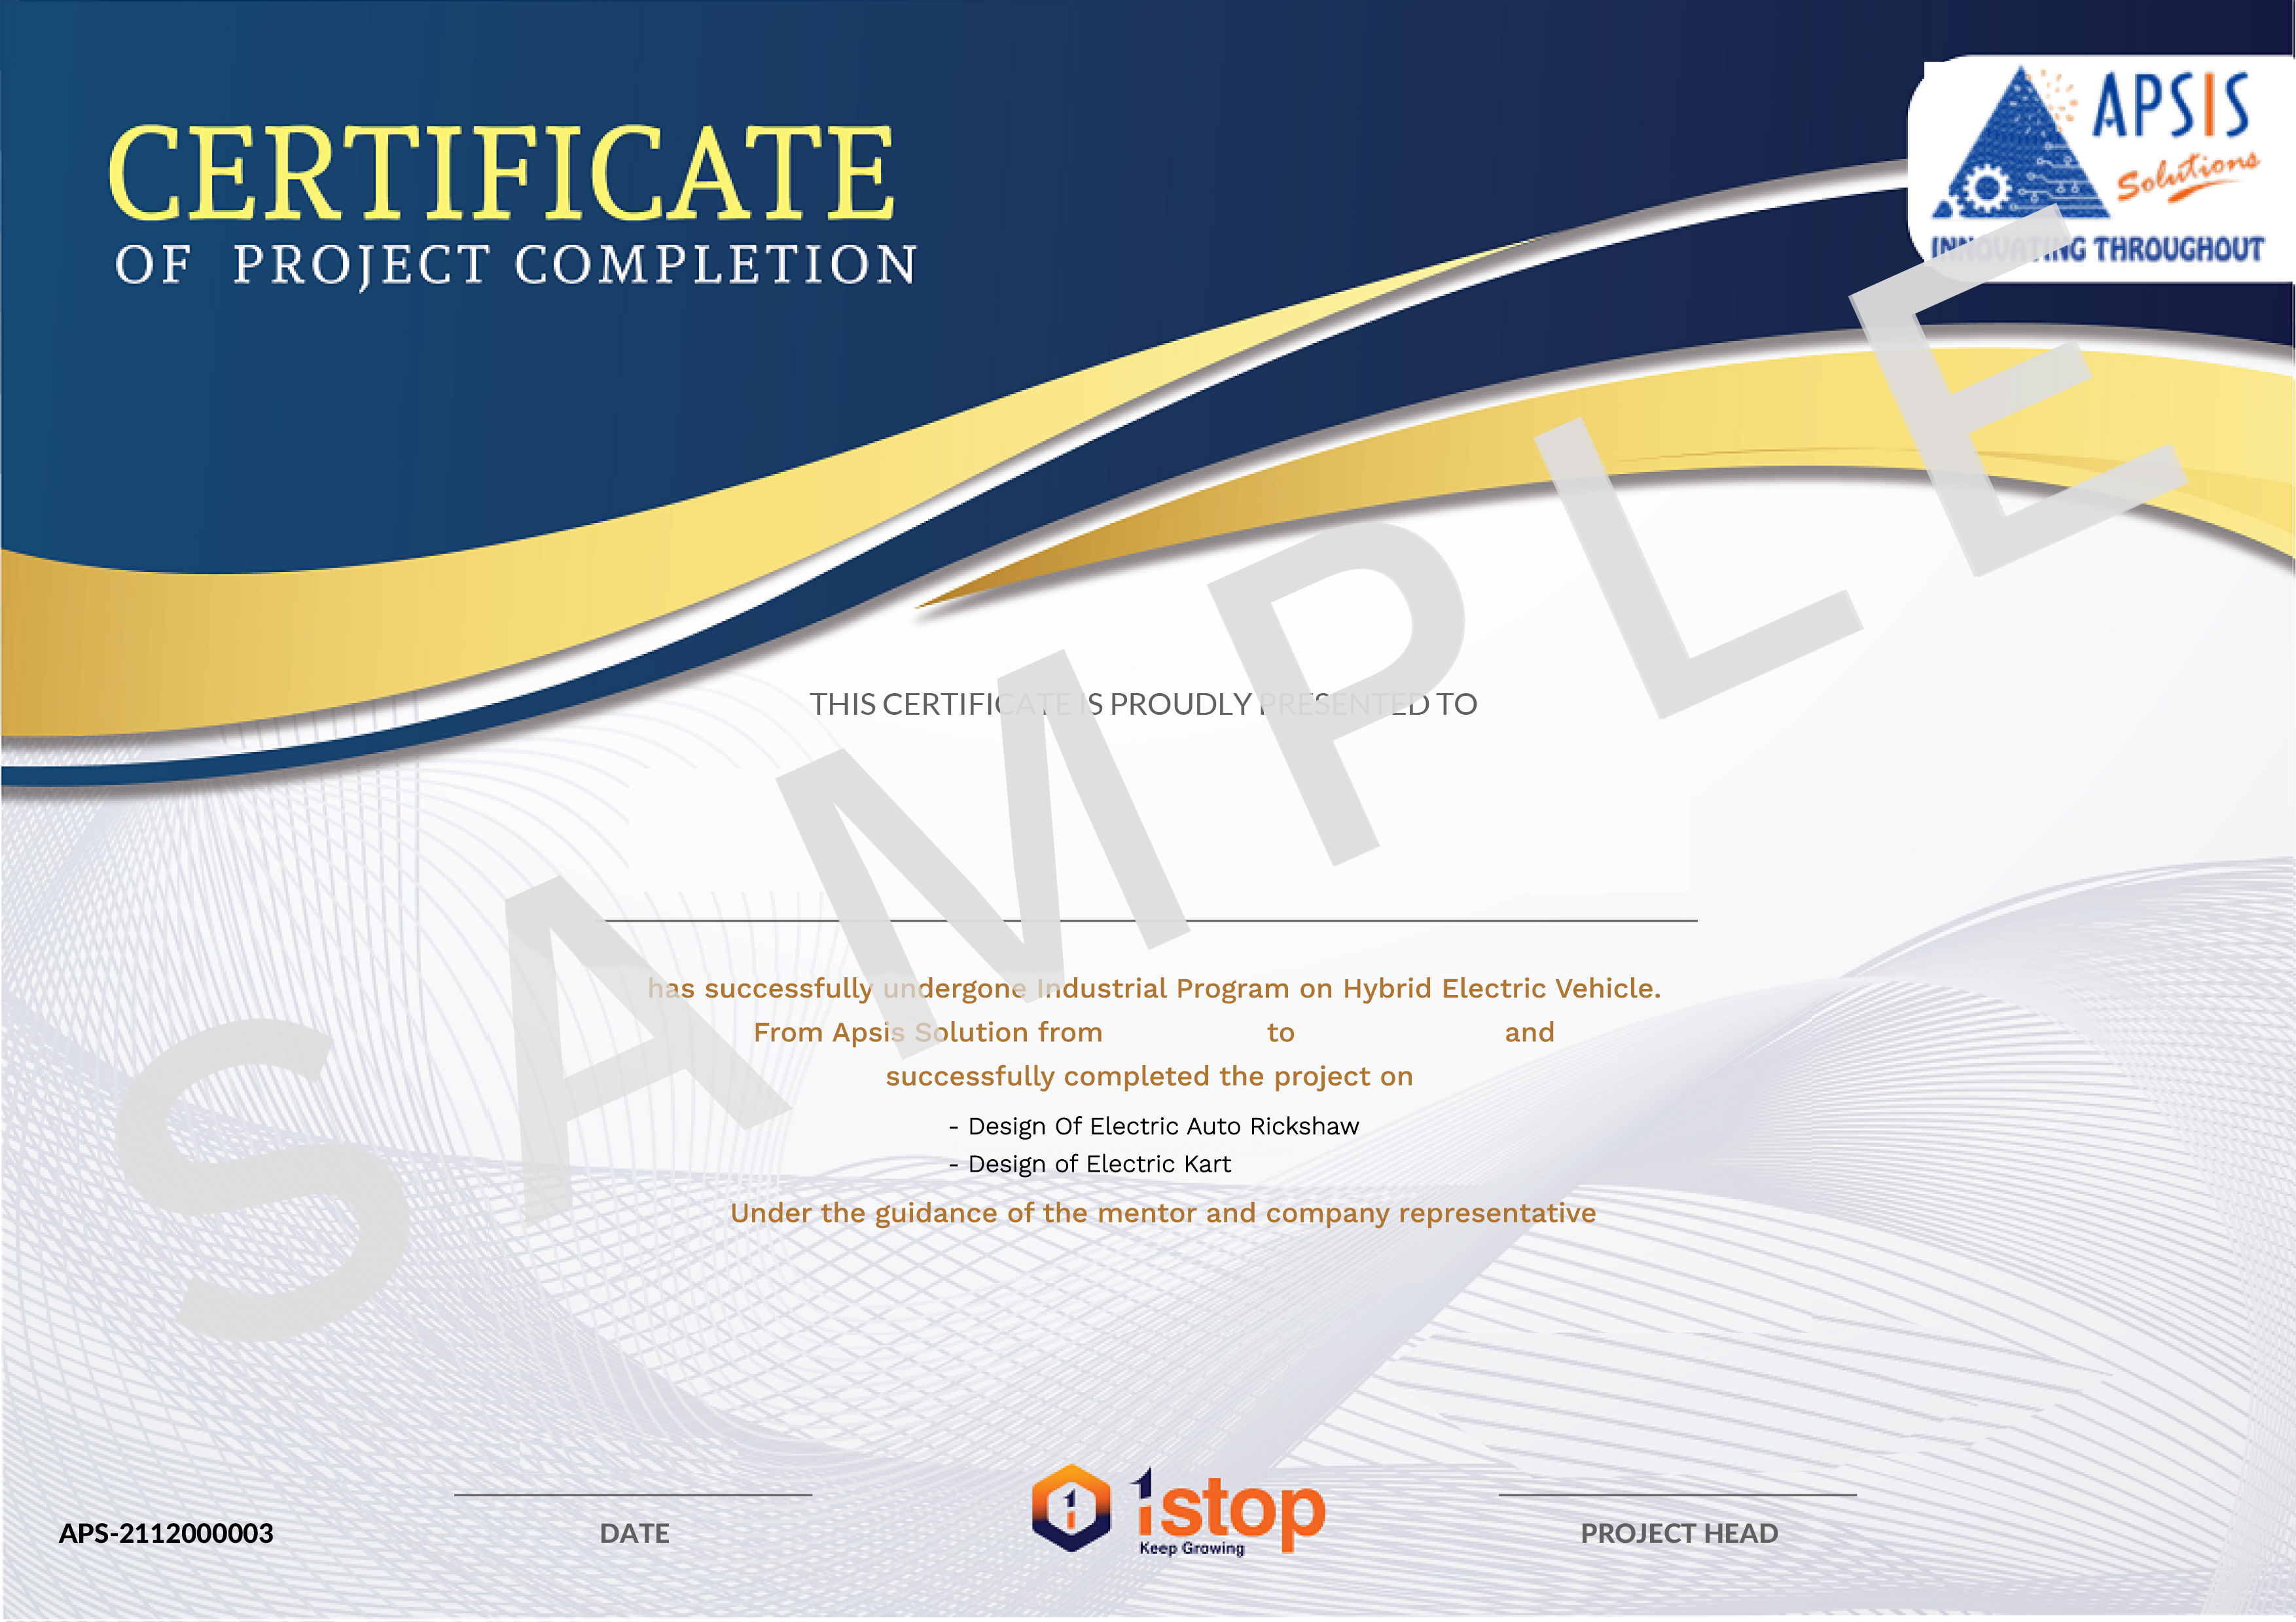 CERTIFICATE
OF PROJECT COMPLETION
APSIS
Solutions
INNOVATING THROUGHOUT
SAMPLE
THIS CERTIFICATE IS PROUDLY PRESENTED TO
has successfully undergone Industrial Program on Hybrid Electric Vehicle.
From Apsis Solution from to and
successfully completed the project on
- Design Of Electric Auto Rickshaw
- Design of Electric Kart
Under the guidance of the mentor and company representative
APS-2112000003
DATE
1
1stop
Keep Growing
PROJECT HEAD